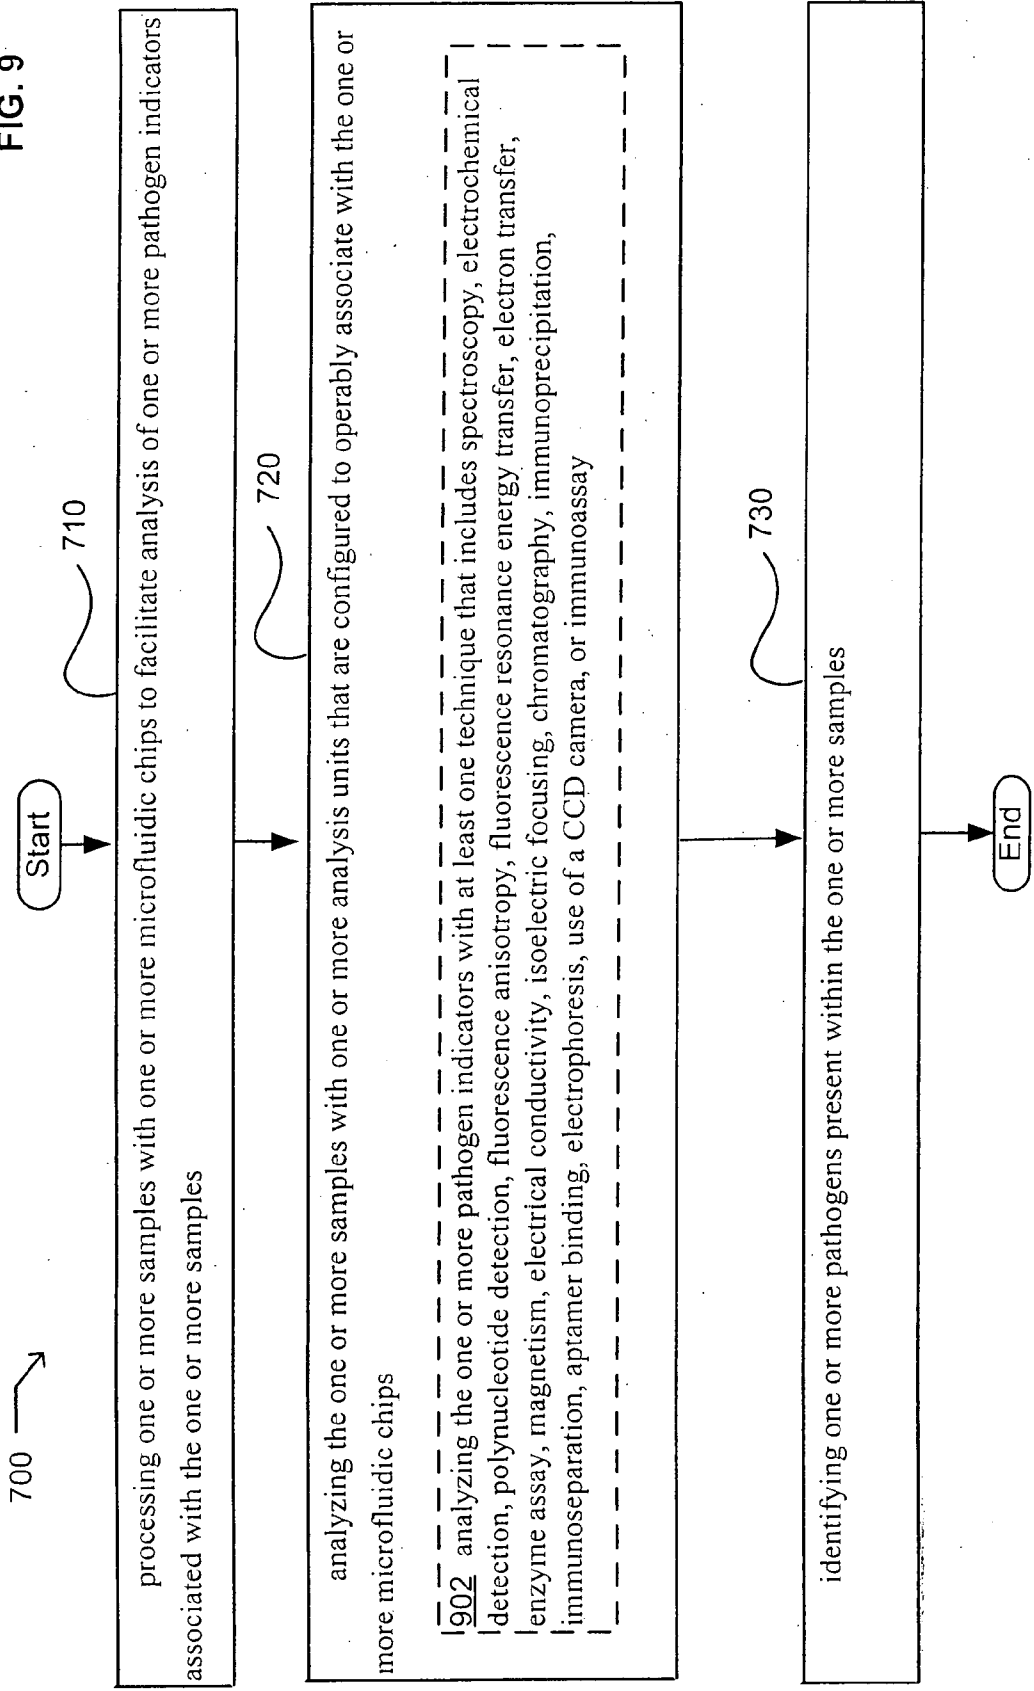 FIG. 9
700
Start
710
processing one or more samples with one or more microfluidic chips to facilitate analysis of one or more pathogen indicators
associated with the one or more samples
720
analyzing the one or more samples with one or more analysis units that are configured to operably associate with the one or
more microfluidic chips
902 analyzing the one or more pathogen indicators with at least one technique that includes spectroscopy, electrochemical
detection, polynucleotide detection, fluorescence anisotropy, fluorescence resonance energy transfer, electron transfer,
enzyme assay, magnetism, electrical conductivity, isoelectric focusing, chromatography, immunoprecipitation,
immunoseparation, aptamer binding, electrophoresis, use of a CCD camera, or immunoassay
730
identifying one or more pathogens present within the one or more samples
End